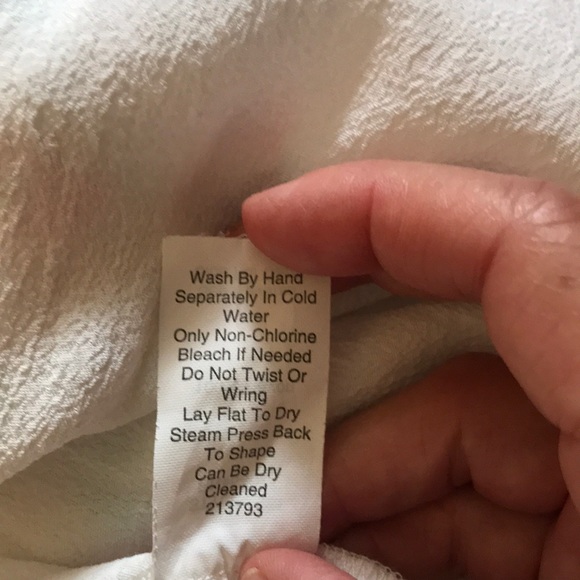 Wash By Hand
Separately In Cold
Water
Only Non-Chlorine
Bleach If Needed
Do Not Twist Or
Wring
Lay Flat To Dry
Steam Press Back
To Shape
Can Be Dry
Cleaned
213793